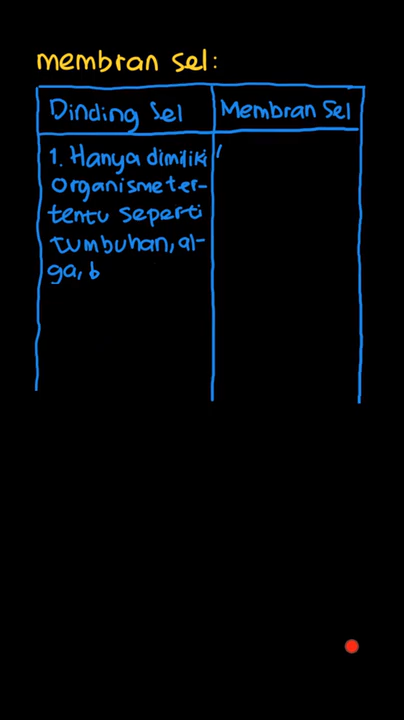 membran sel:
Dinding Sel
Membran Sel
1. Hanya dimiliki
organisme ter-
tentu seperti
tumbuhan, al-
ga, b